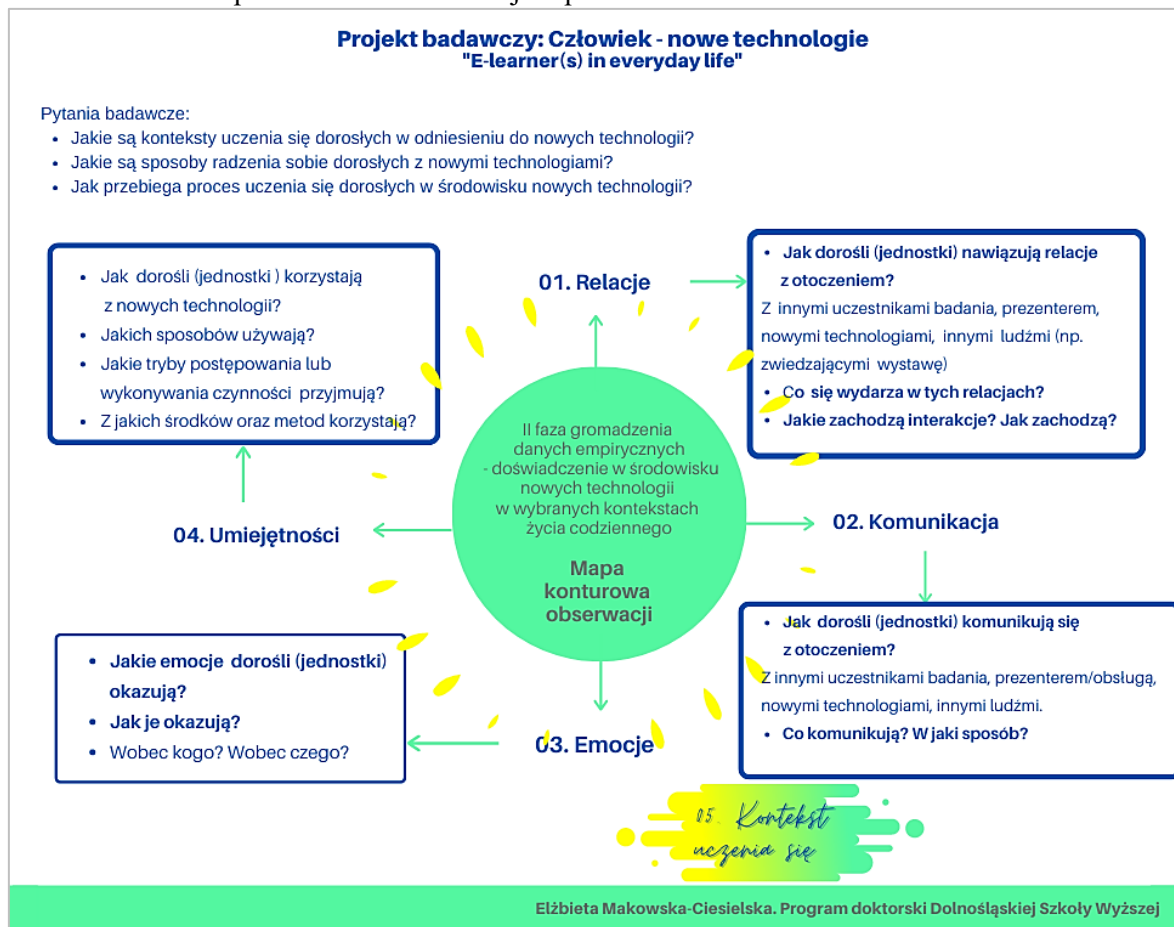 Projekt badawczy: Człowiek - nowe technologie
"E-learner(s) in everyday life"
Pytania badawcze:
• Jakie są konteksty uczenia się dorosłych w odniesieniu do nowych technologii?
• Jakie są sposoby radzenia sobie dorosłych z nowymi technologiami?
• Jak przebiega proces uczenia się dorosłych w środowisku nowych technologii?
• Jak dorośli (jednostki ) korzystają
z nowych technologii?
• Jakich sposobów używają?
• Jakie tryby postępowania lub
wykonywania czynności przyjmują?
• Z jakich środków oraz metod korzystają?
01. Relacje
• Jak dorośli (jednostki) nawiązują relacje
z otoczeniem?
Z innymi uczestnikami badania, prezenterem,
nowymi technologiami, innymi ludźmi (np.
zwiedzającymi wystawę)
• Co się wydarza w tych relacjach?
• Jakie zachodzą interakcje? Jak zachodzą?
II faza gromadzenia
danych empirycznych
- doświadczenie w środowisku
nowych technologii
w wybranych kontekstach
życia codziennego
Mapa
konturowa
obserwacji
04. Umiejętności
02. Komunikacja
• Jak dorośli (jednostki) komunikują się
z otoczeniem?
Z innymi uczestnikami badania, prezenterem/obsługą,
nowymi technologiami, innymi ludźmi.
• Co komunikują? W jaki sposób?
• Jakie emocje dorośli (jednostki)
okazują?
• Jak je okazują?
• Wobec kogo? Wobec czego?
03. Emocje
05. Kontekst
uczenia się
Elżbieta Makowska-Ciesielska. Program doktorski Dolnośląskiej Szkoły Wyższej